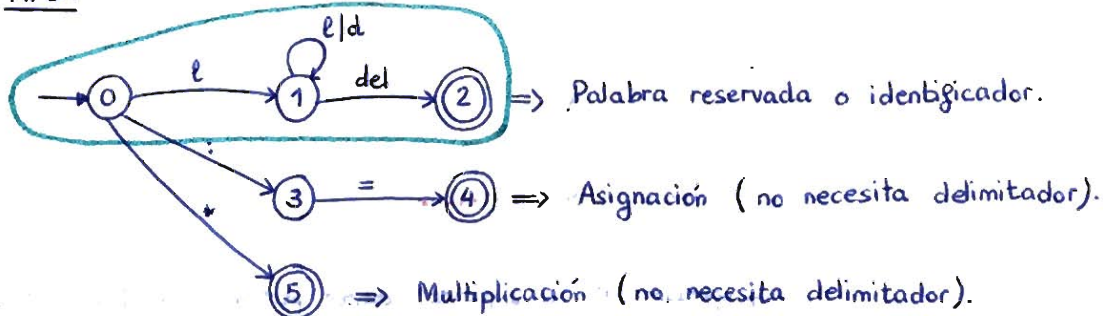 l|d
0 l 1 del 2 => Palabra reservada o identificador.
:
3 = 4 => Asignación (no necesita delimitador).
*
5 => Multiplicación (no necesita delimitador).